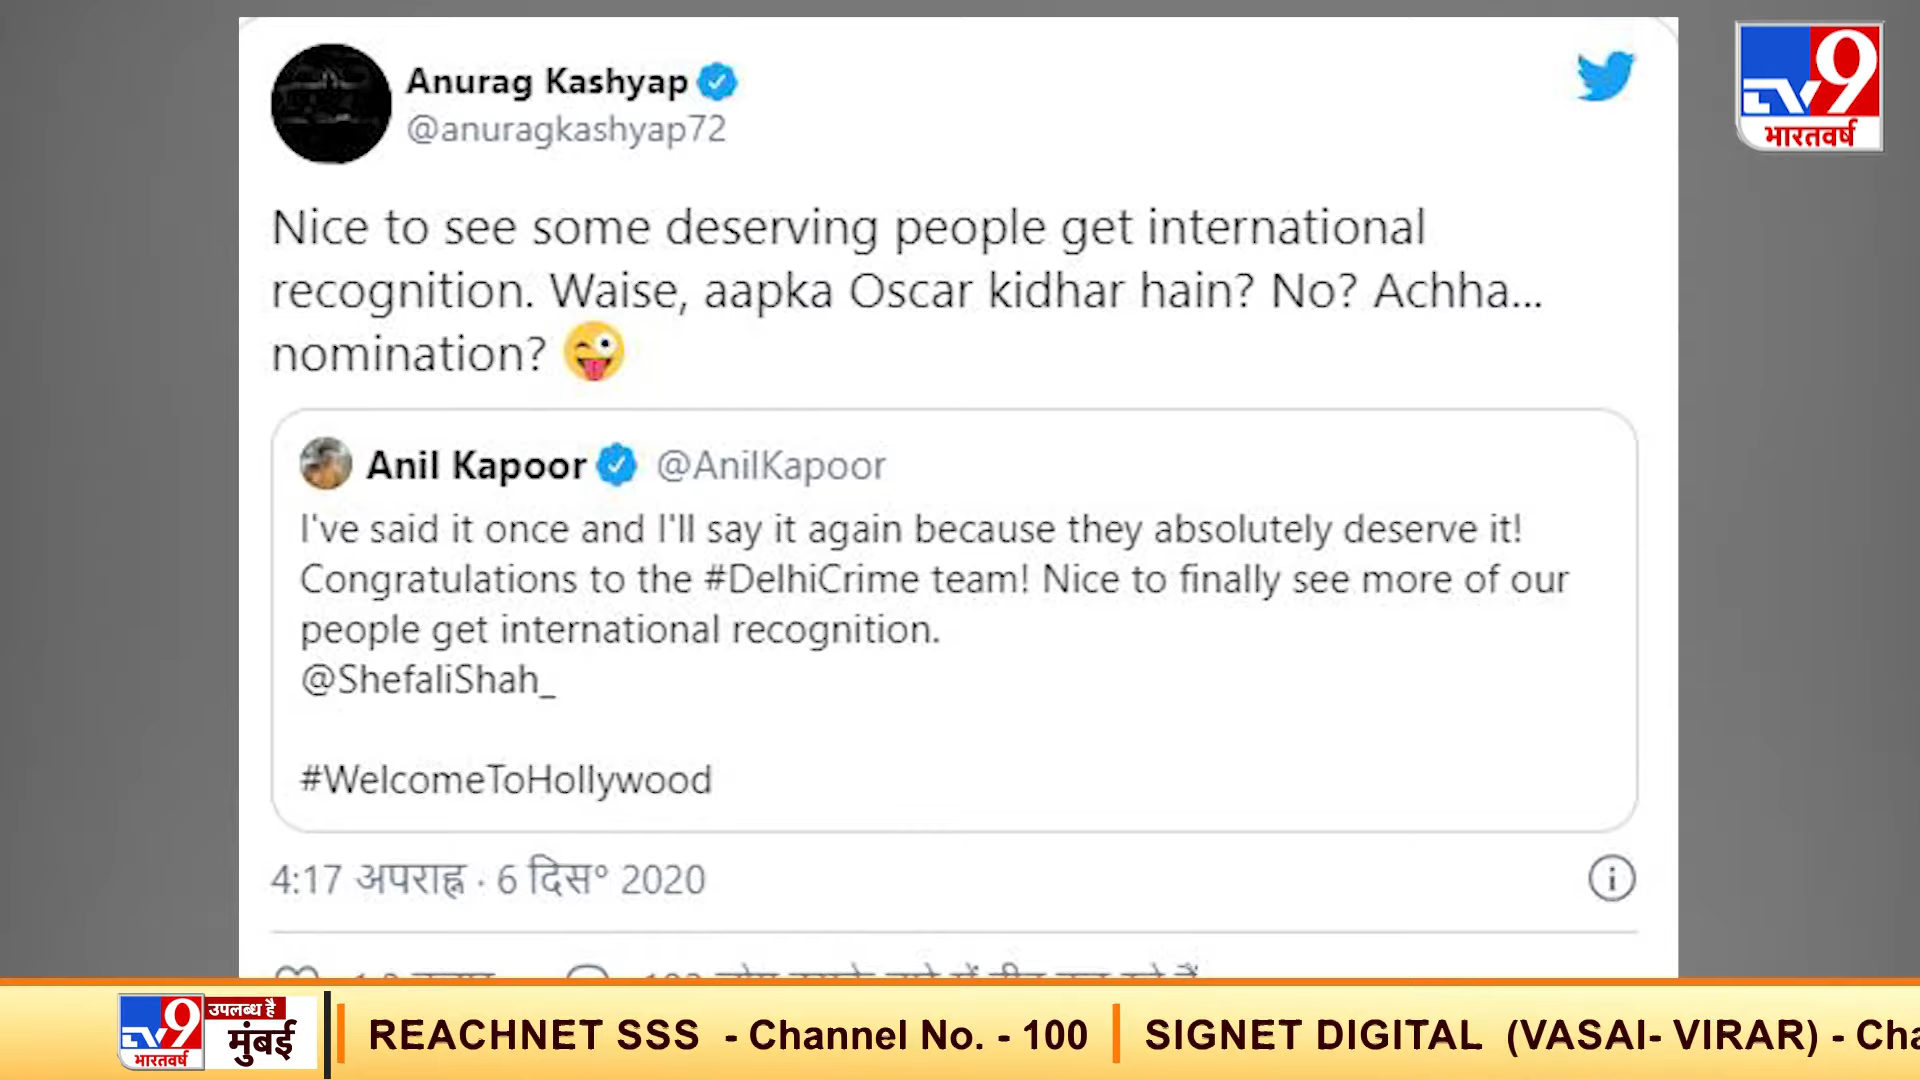 Anurag Kashyap
@anuragkashyap72
TV9
भारतवर्ष
Nice to see some deserving people get international
recognition. Waise, aapka Oscar kidhar hain? No? Achha...
nomination? 😜
Anil Kapoor @AnilKapoor
I've said it once and I'll say it again because they absolutely deserve it!
Congratulations to the #DelhiCrime team! Nice to finally see more of our
people get international recognition.
@ShefaliShah_
#WelcomeToHollywood
4:17 अपराह्न · 6 दिस॰ 2020
TV9
भारतवर्ष
उपलब्ध है
मुंबई
REACHNET SSS - Channel No. - 100
SIGNET DIGITAL (VASAI- VIRAR) - Cha